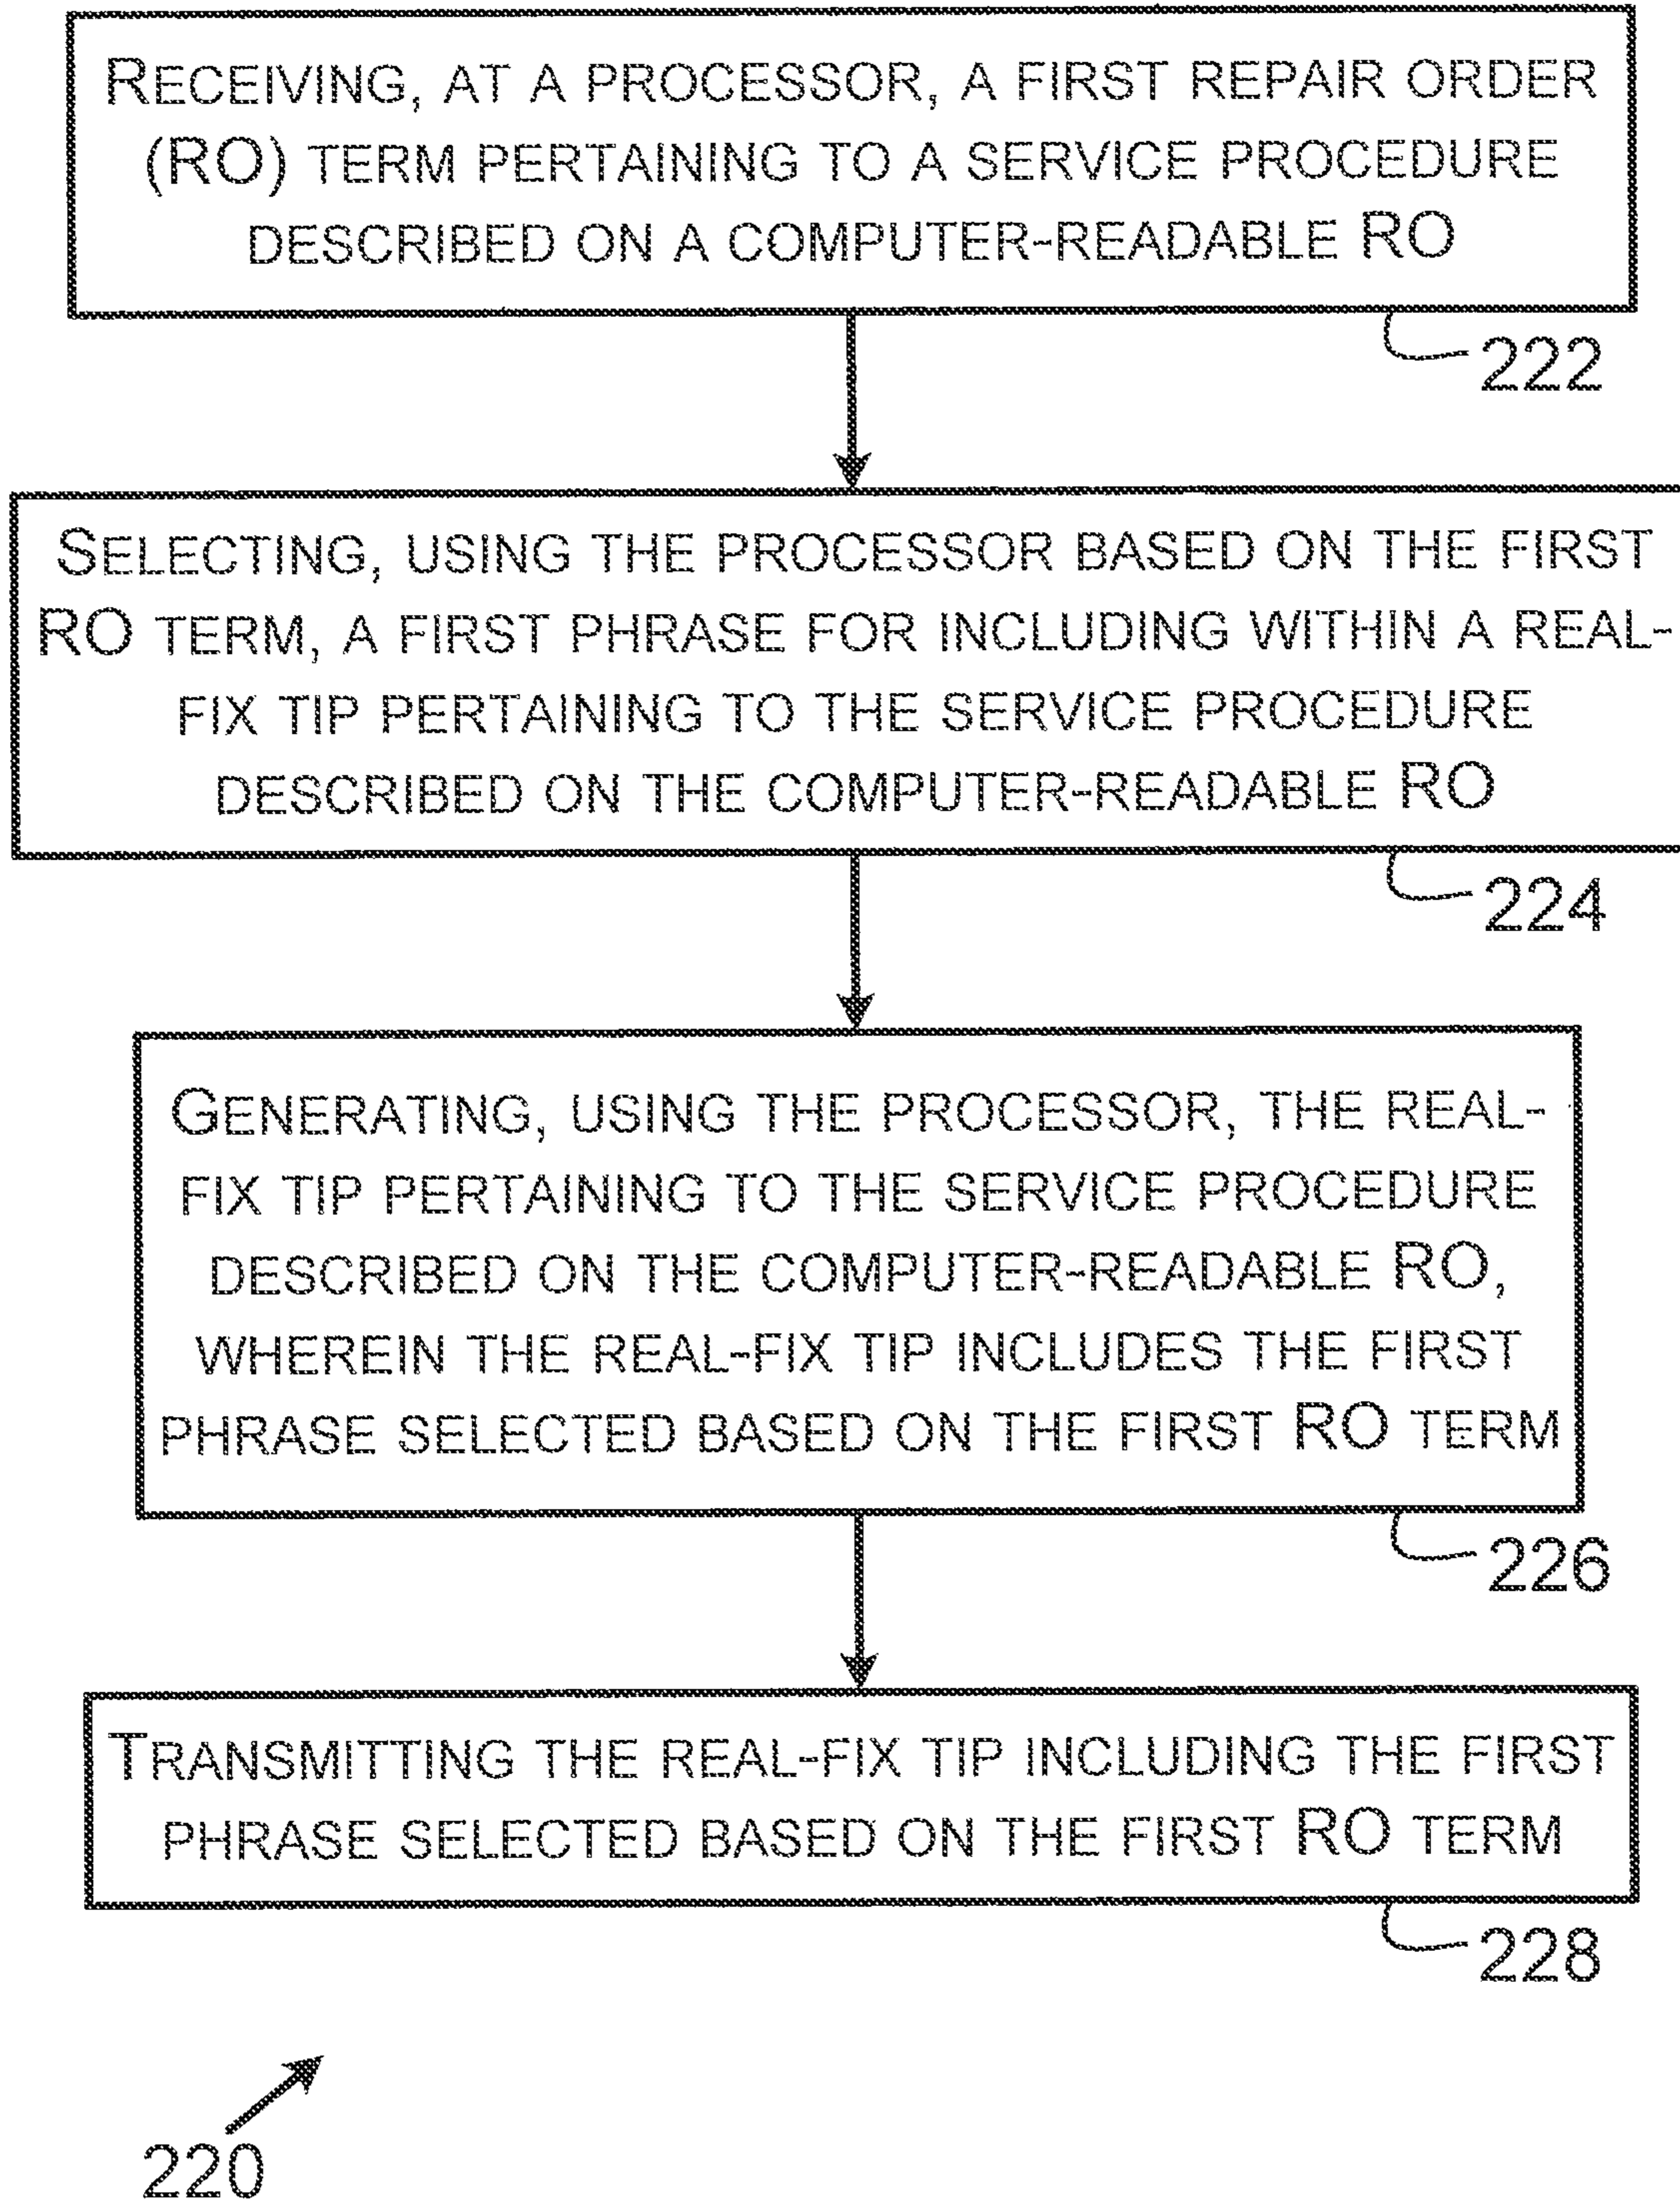 RECEIVING, AT A PROCESSOR, A FIRST REPAIR ORDER
(RO) TERM PERTAINING TO A SERVICE PROCEDURE
DESCRIBED ON A COMPUTER-READABLE RO
222
SELECTING, USING THE PROCESSOR BASED ON THE FIRST
RO TERM, A FIRST PHRASE FOR INCLUDING WITHIN A REAL-
FIX TIP PERTAINING TO THE SERVICE PROCEDURE
DESCRIBED ON THE COMPUTER-READABLE RO
224
GENERATING, USING THE PROCESSOR, THE REAL-
FIX TIP PERTAINING TO THE SERVICE PROCEDURE
DESCRIBED ON THE COMPUTER-READABLE RO,
WHEREIN THE REAL-FIX TIP INCLUDES THE FIRST
PHRASE SELECTED BASED ON THE FIRST RO TERM
226
TRANSMITTING THE REAL-FIX TIP INCLUDING THE FIRST
PHRASE SELECTED BASED ON THE FIRST RO TERM
228
220